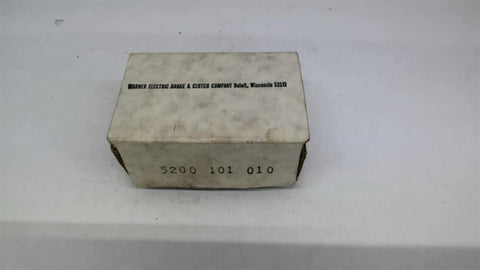 WARNER ELECTRIC BRAKE & CLUTCH COMPANY Beloit, Wisconsin 53511
5200 101 010